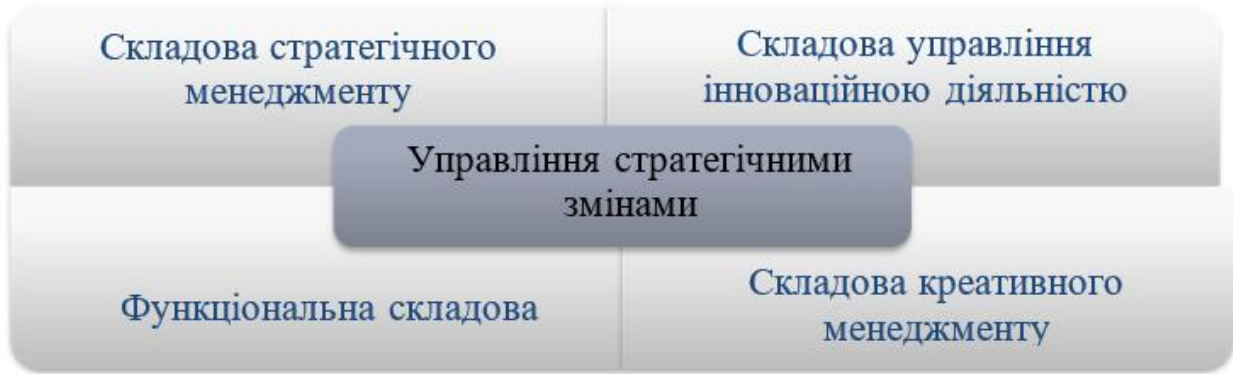 Складова стратегічного
менеджменту
Складова управління
інноваційною діяльністю
Управління стратегічними
змінами
Функціональна складова
Складова креативного
менеджменту